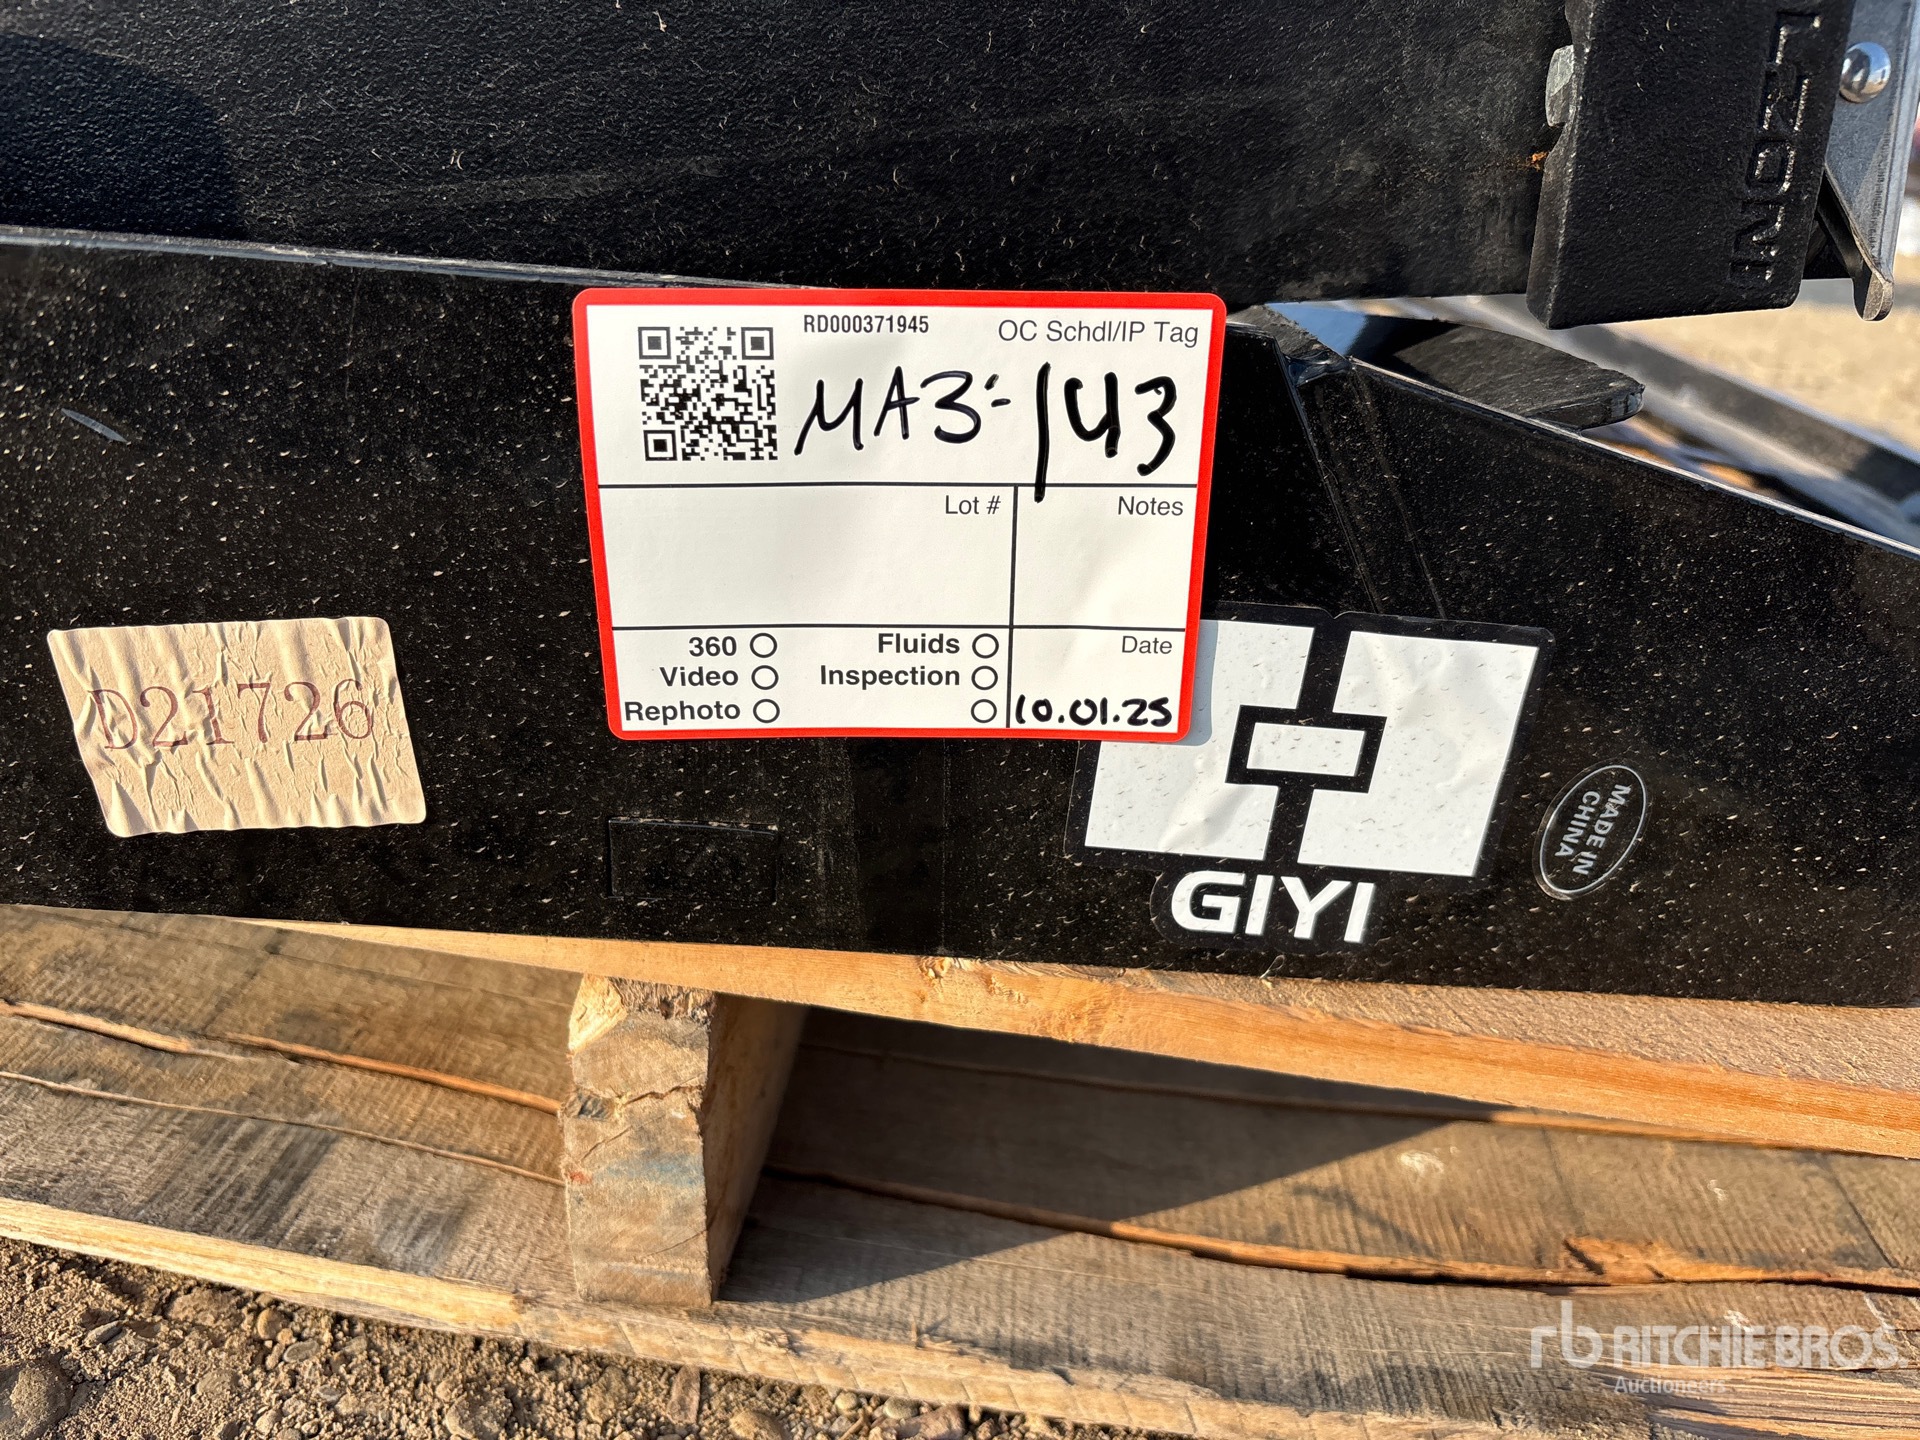 RD000371945
OC Schdl/IP Tag
MA3-143
Lot #
Notes
360
Fluids
Date
Video
Inspection
Rephoto
10.01.25
D21726
GIYI
MADE IN
CHINA
rb RITCHIE BROS.
Auctioneers